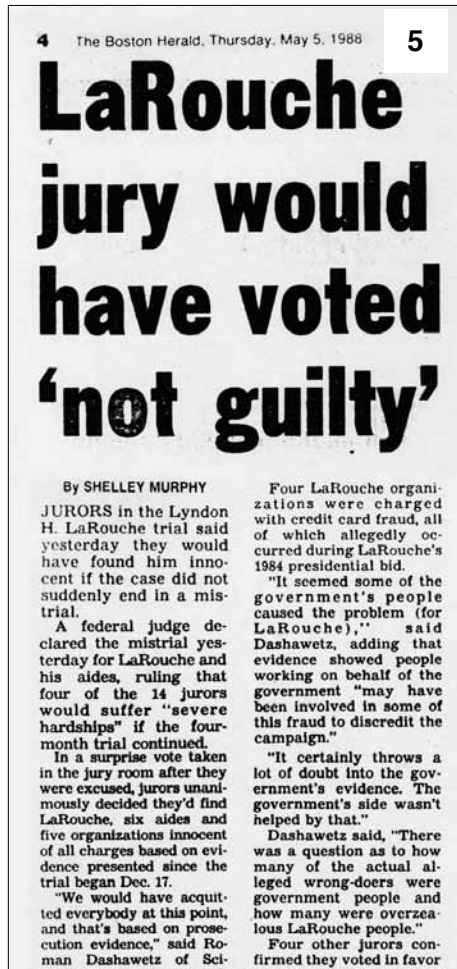 4 The Boston Herald, Thursday, May 5, 1988
5
LaRouche
jury would
have voted
‘not guilty’
By SHELLEY MURPHY
JURORS in the Lyndon
H. LaRouche trial said
yesterday they would
have found him inno-
cent if the case did not
suddenly end in a mis-
trial.
A federal judge de-
clared the mistrial yes-
terday for LaRouche and
his aides, ruling that
four of the 14 jurors
would suffer “severe
hardships” if the four-
month trial continued.
In a surprise vote taken
in the jury room after they
were excused, jurors unani-
mously decided they’d find
LaRouche, six aides and
five organizations innocent
of all charges based on evi-
dence presented since the
trial began Dec. 17.
“We would have acquit-
ted everybody at this point,
and that’s based on prose-
cution evidence,” said Ro-
man Dashawetz of Sci-
Four LaRouche organi-
zations were charged
with credit card fraud, all
of which allegedly oc-
curred during LaRouche’s
1984 presidential bid.
“It seemed some of the
government’s people
caused the problem (for
LaRouche),” said
Dashawetz, adding that
evidence showed people
working on behalf of the
government “may have
been involved in some of
this fraud to discredit the
campaign.”
“It certainly throws a
lot of doubt into the gov-
ernment’s evidence. The
government’s side wasn’t
helped by that.”
Dashawetz said, “There
was a question as to how
many of the actual al-
leged wrong-doers were
government people and
how many were overzea-
lous LaRouche people.”
Four other jurors con-
firmed they voted in favor